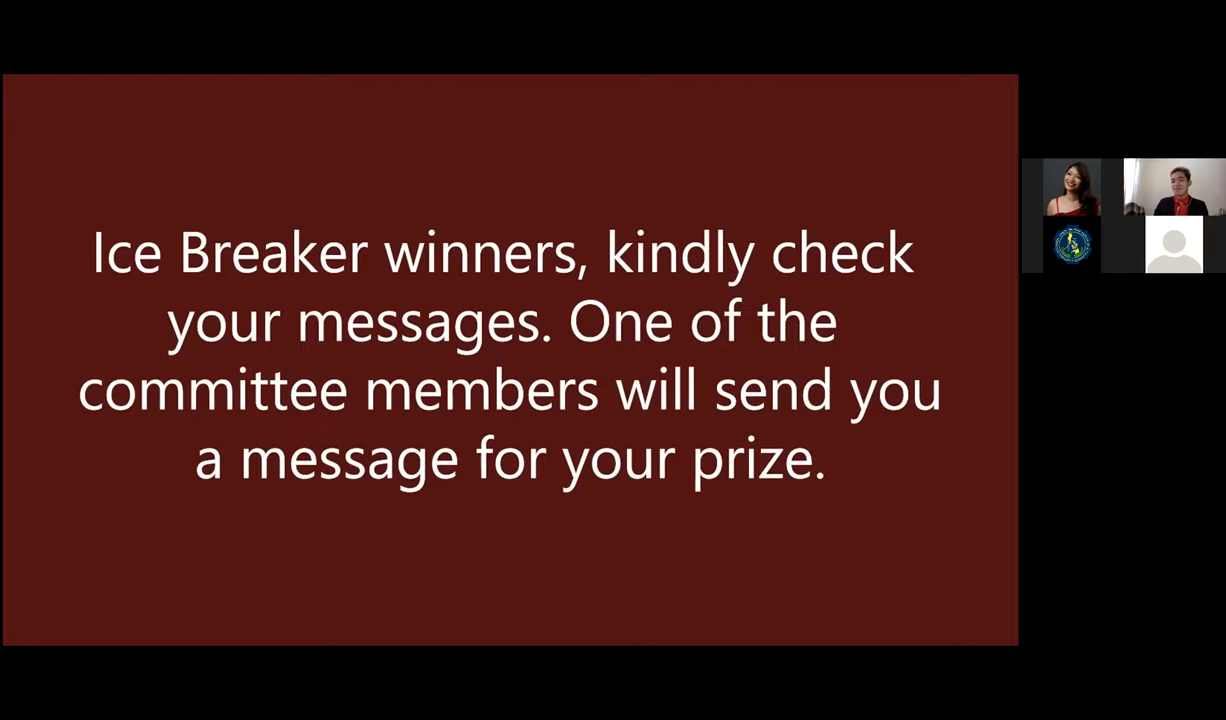 Ice Breaker winners, kindly check
your messages. One of the
committee members will send you
a message for your prize.